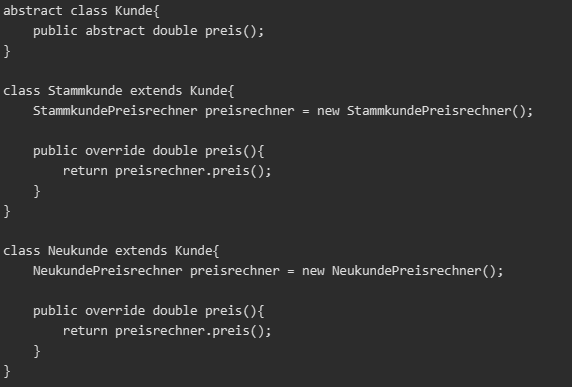 abstract class Kunde{
    public abstract double preis();
}

class Stammkunde extends Kunde{
    StammkundePreisrechner preisrechner = new StammkundePreisrechner();

    public override double preis(){
        return preisrechner.preis();
    }
}

class Neukunde extends Kunde{
    NeukundePreisrechner preisrechner = new NeukundePreisrechner();

    public override double preis(){
        return preisrechner.preis();
    }
}